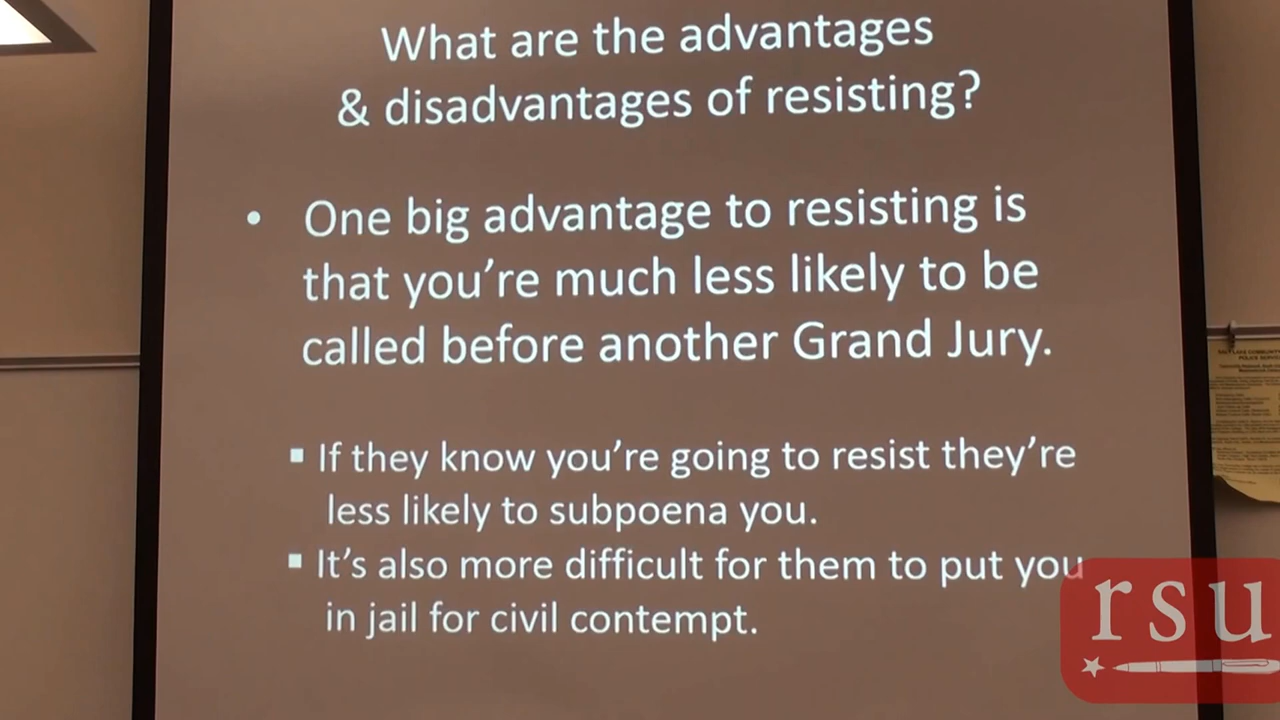 What are the advantages
& disadvantages of resisting?
• One big advantage to resisting is
that you're much less likely to be
called before another Grand Jury.
▪ If they know you're going to resist they're
less likely to subpoena you.
▪ It's also more difficult for them to put you
in jail for civil contempt.
rsu